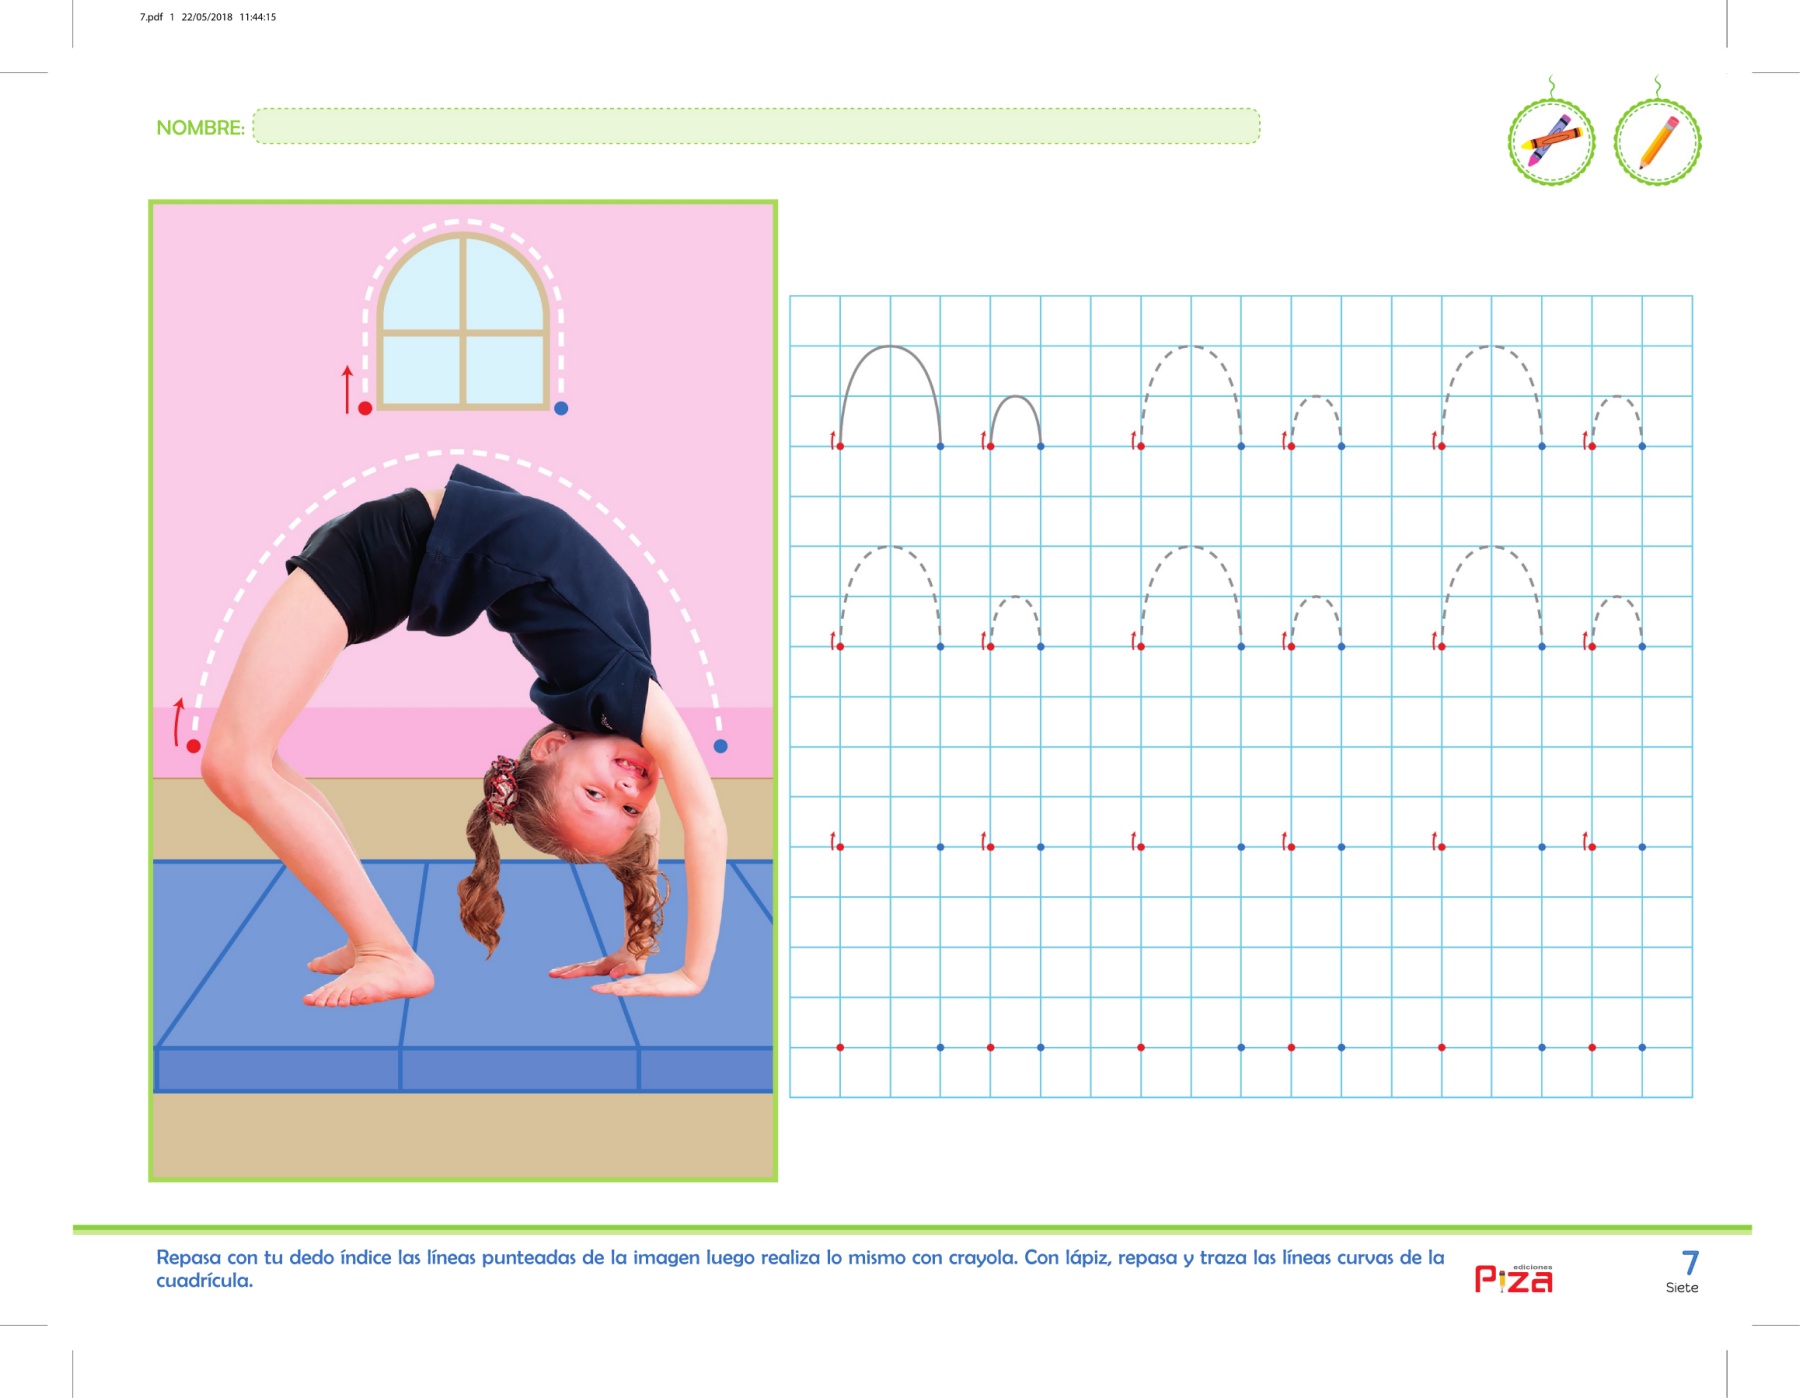 7.pdf 1 22/05/2018 11:44:15
NOMBRE:
Repasa con tu dedo índice las líneas punteadas de la imagen luego realiza lo mismo con crayola. Con lápiz, repasa y traza las líneas curvas de la
cuadrícula.
ediciones
Piza
7
Siete